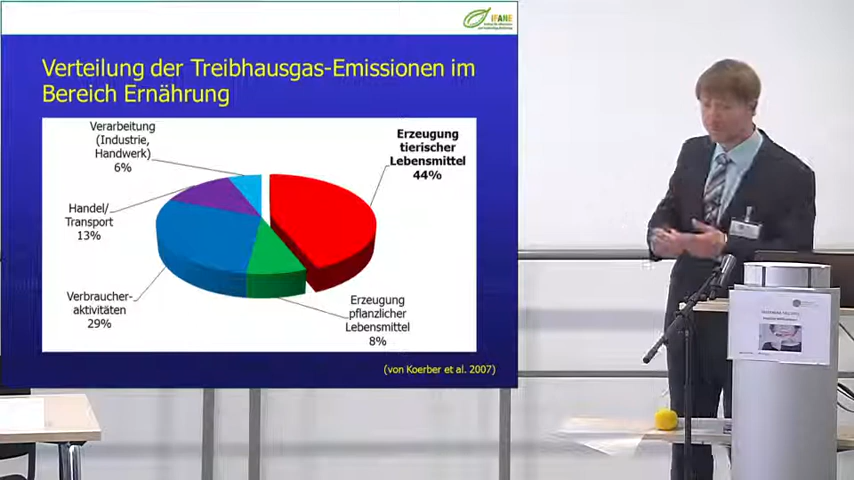 IFANE
Verteilung der Treibhausgas-Emissionen im
Bereich Ernährung
Verarbeitung
(Industrie,
Handwerk)
6%
Erzeugung
tierischer
Lebensmittel
44%
Handel/
Transport
13%
Verbraucher-
aktivitäten
29%
Erzeugung
pflanzlicher
Lebensmittel
8%
(von Koerber et al. 2007)